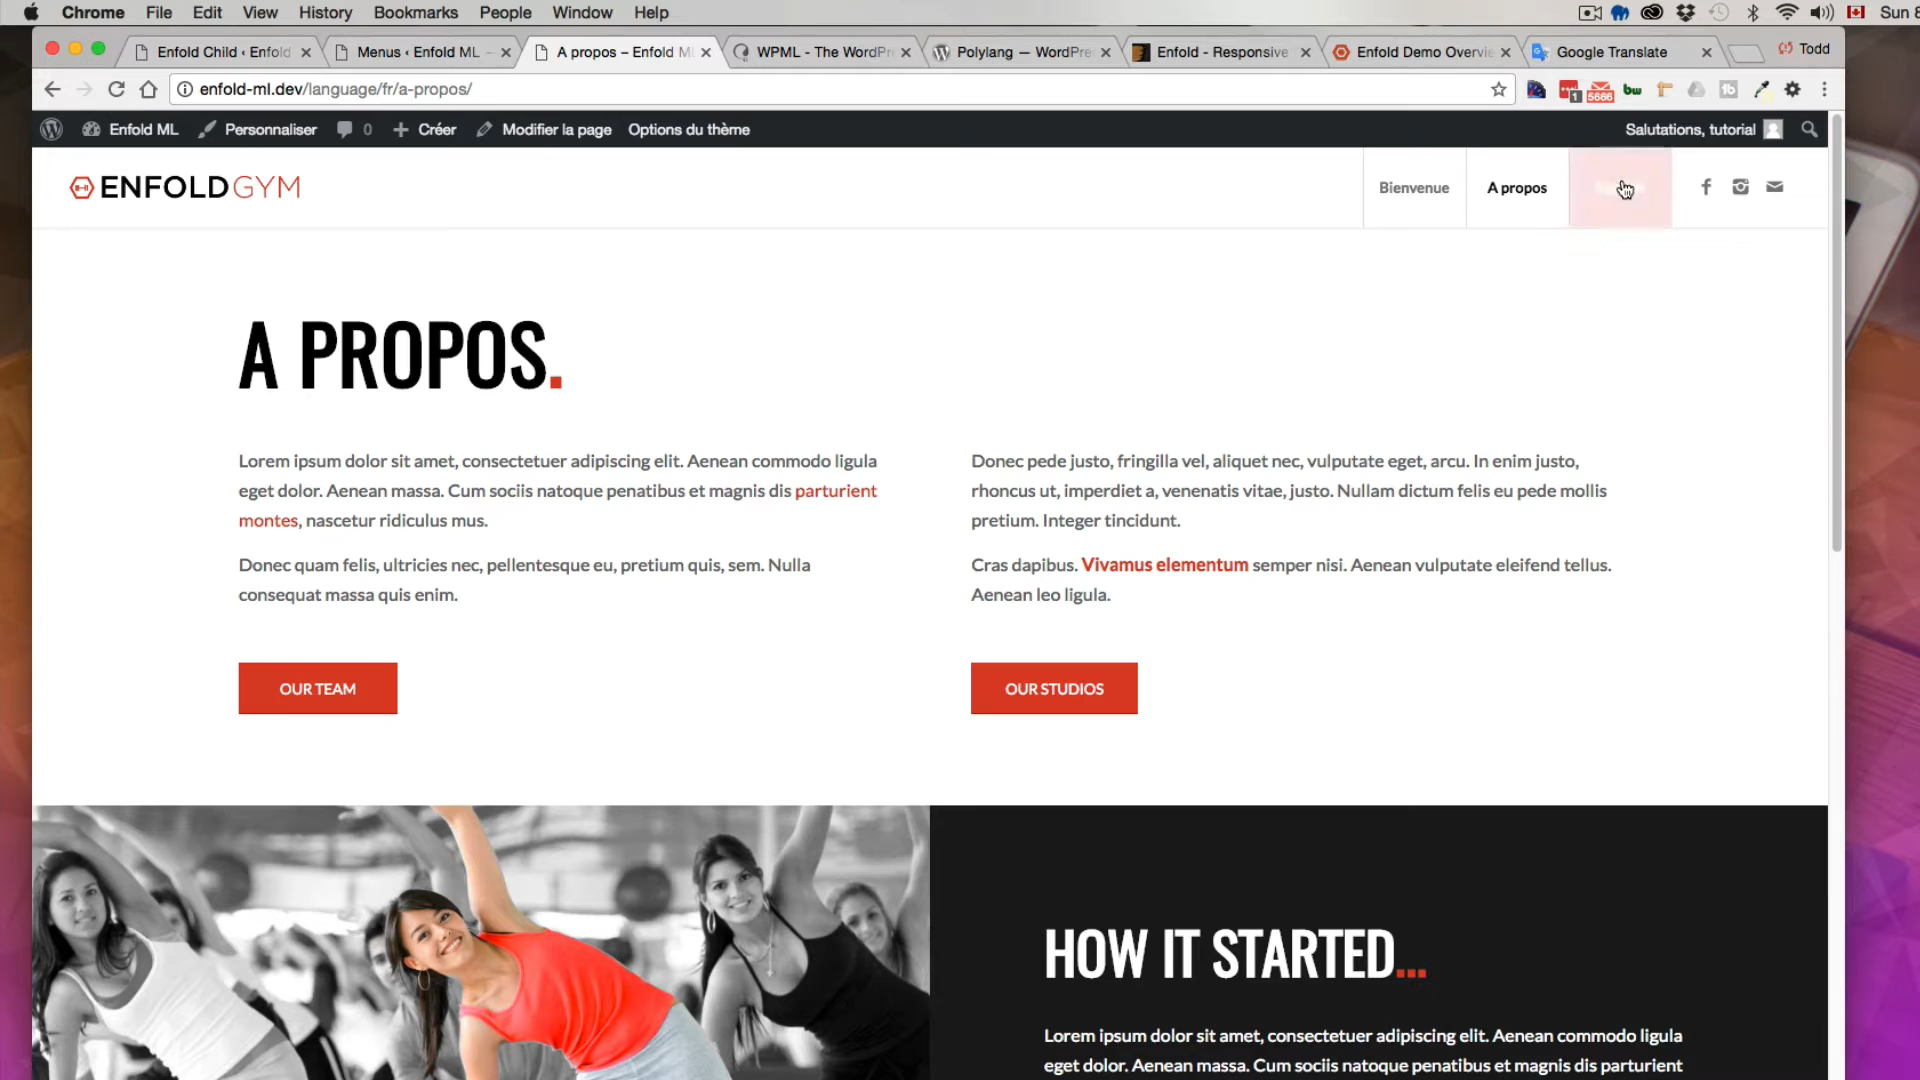 Chrome File Edit View History Bookmarks People Window Help Sun 8
Enfold Child ‹ Enfold Menus ‹ Enfold ML – A propos – Enfold ML WPML - The WordPr Polylang — WordPre Enfold - Responsive Enfold Demo Overvie Google Translate Todd
enfold-ml.dev/language/fr/a-propos/ 1 5686 bw
Enfold ML Personnaliser 0 Créer Modifier la page Options du thème Salutations, tutorial
ENFOLDGYM Bienvenue A propos
A PROPOS.
Lorem ipsum dolor sit amet, consectetuer adipiscing elit. Aenean commodo ligula
eget dolor. Aenean massa. Cum sociis natoque penatibus et magnis dis parturient
montes, nascetur ridiculus mus.
Donec quam felis, ultricies nec, pellentesque eu, pretium quis, sem. Nulla
consequat massa quis enim.
OUR TEAM
Donec pede justo, fringilla vel, aliquet nec, vulputate eget, arcu. In enim justo,
rhoncus ut, imperdiet a, venenatis vitae, justo. Nullam dictum felis eu pede mollis
pretium. Integer tincidunt.
Cras dapibus. Vivamus elementum semper nisi. Aenean vulputate eleifend tellus.
Aenean leo ligula.
OUR STUDIOS
HOW IT STARTED...
Lorem ipsum dolor sit amet, consectetuer adipiscing elit. Aenean commodo ligula
eget dolor. Aenean massa. Cum sociis natoque penatibus et magnis dis parturient